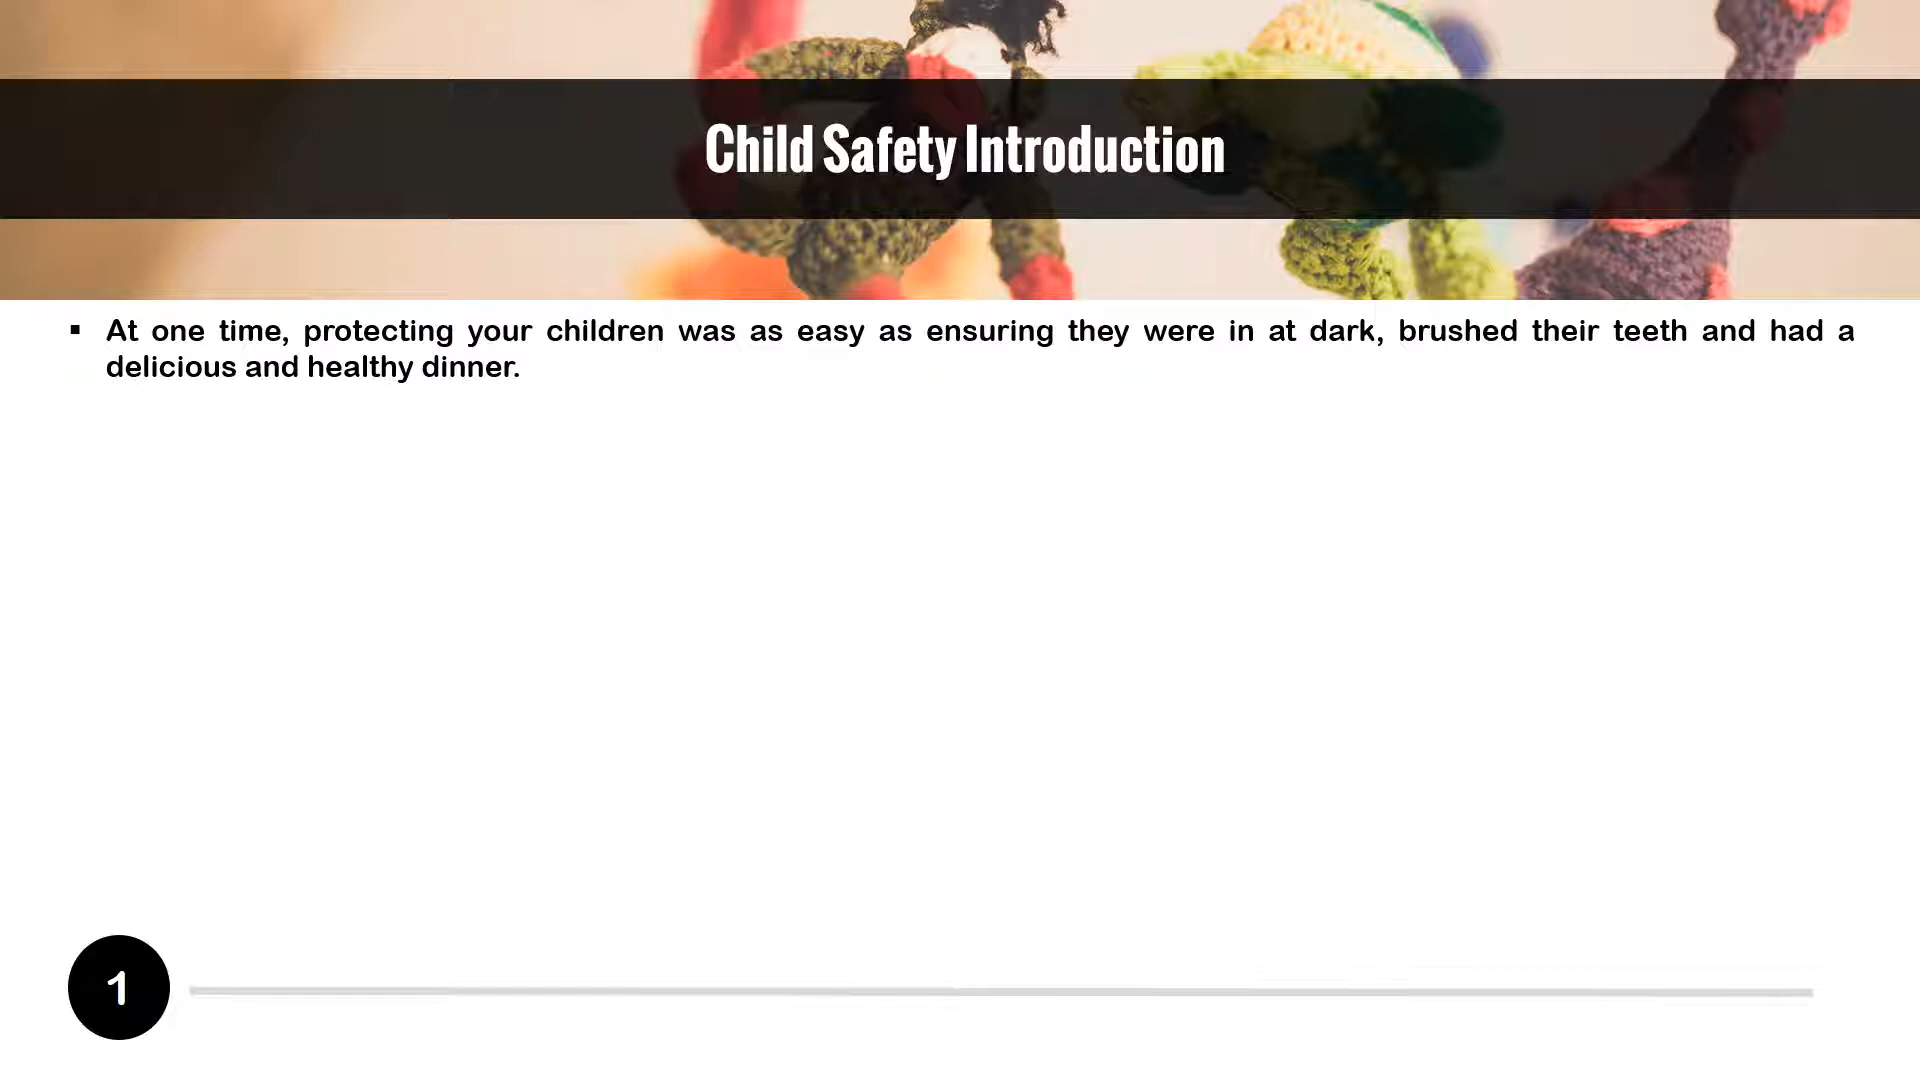 Child Safety Introduction
▪ At one time, protecting your children was as easy as ensuring they were in at dark, brushed their teeth and had a
delicious and healthy dinner.
1